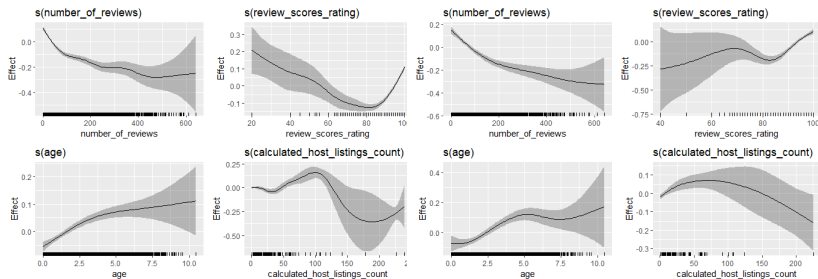 s(number_of_reviews)
Effect
0.0
-0.2
-0.4
0 200 400 600
number_of_reviews
s(review_scores_rating)
Effect
0.3
0.2
0.1
0.0
-0.1
20 40 60 80
review_scores_rating
s(number_of_reviews)
Effect
0.2
0.0
-0.2
-0.4
-0.6
0 200 400 600
number_of_reviews
s(review_scores_rating)
Effect
0.00
-0.25
-0.50
-0.75
40 60 80 100
review_scores_rating
s(age)
Effect
0.2
0.1
0.0
0.0 2.5 5.0 7.5 10.0
age
s(calculated_host_listings_count)
Effect
0.25
0.00
-0.25
-0.50
0 50 100 150 200
calculated_host_listings_count
s(age)
Effect
0.4
0.2
0.0
0.0 2.5 5.0 7.5 10.0
age
s(calculated_host_listings_count)
Effect
0.1
0.0
-0.1
-0.2
-0.3
0 50 100 150 200
calculated_host_listings_count